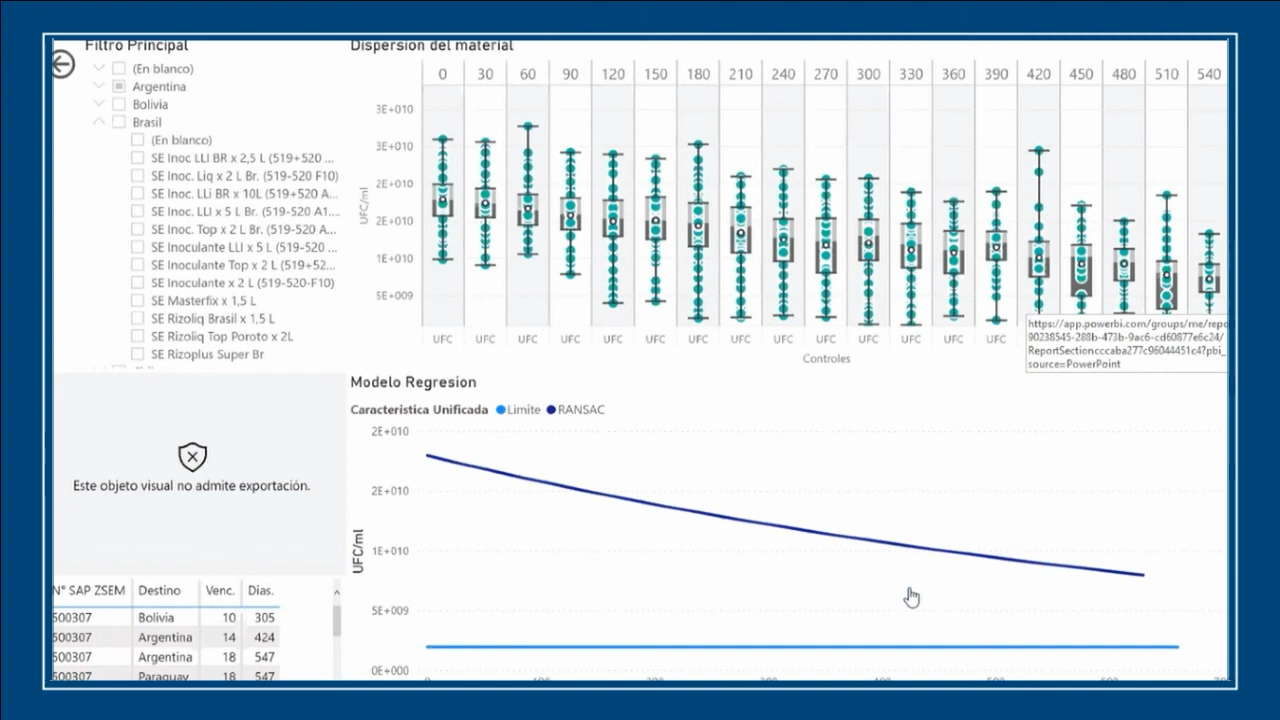 Filtro Principal
(En blanco)
Argentina
Bolivia
Brasil
(En blanco)
SE Inoc LLI BR x 2,5 L (519+520 ...
SE Inoc. Liq x 2 L Br. (519-520 F10)
SE Inoc. LLi BR x 10L (519+520 A...
SE Inoc. LLI x 5 L Br. (519-520 A1....
SE Inoc. Top x 2 L Br. (519-520 A...
SE Inoculante LLI x 5 L (519-520 ...
SE Inoculante Top x 2 L (519+52...
SE Inoculante x 2 L (519-520-F10)
SE Masterfix x 1,5 L
SE Rizoliq Brasil x 1,5 L
SE Rizoliq Top Poroto x 2L
SE Rizoplus Super Br
Dispersion del material
0 30 60 90 120 150 180 210 240 270 300 330 360 390 420 450 480 510 540
3E+010
3E+010
2E+010
2E+010
1E+010
5E+009
UFC/ml
UFC UFC UFC UFC UFC UFC UFC UFC UFC UFC UFC UFC UFC UFC
Controles
https://app.powerbi.com/groups/me/repo
90238545-288b-473b-9ac6-cd60877e6c24/
ReportSectioncccaba277c96044451c4?pbi_
source=PowerPoint
Este objeto visual no admite exportación.
Modelo Regresion
Característica Unificada Limite RANSAC
2E+010
2E+010
1E+010
5E+009
0E+000
UFC/ml
N° SAP ZSEM Destino Venc. Dias.
500307 Bolivia 10 305
500307 Argentina 14 424
500307 Argentina 18 547
500307 Paraguay 18 547